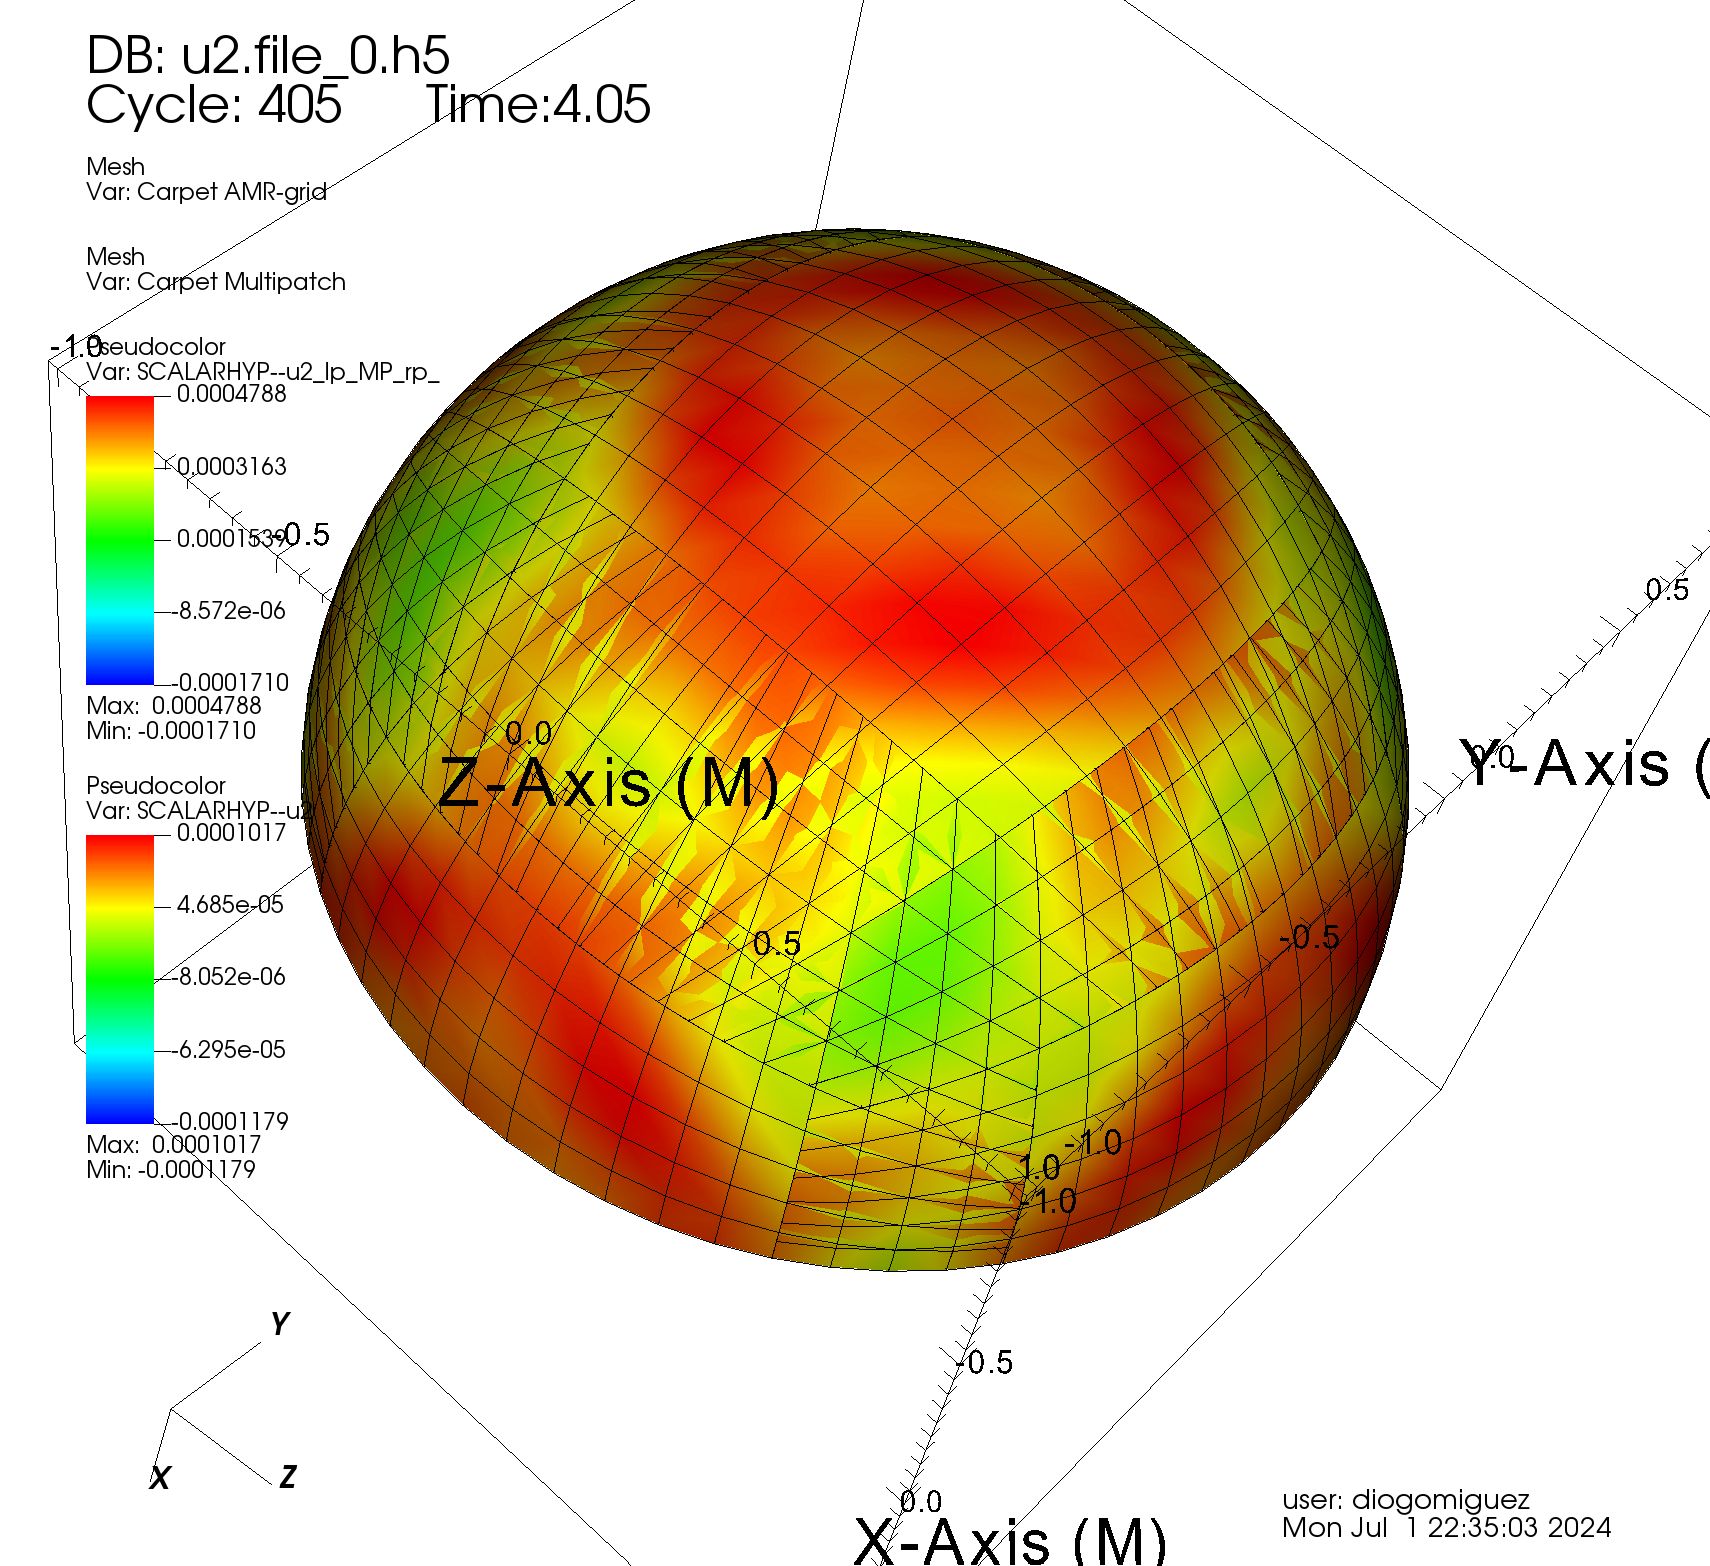 DB: u2.file_0.h5
Cycle: 405 Time:4.05
Mesh
Var: Carpet AMR-grid
Mesh
Var: Carpet Multipatch
-1.0
Pseudocolor
Var: SCALARHYP--u2_lp_MP_rp_
0.0004788
0.0003163
0.0001539
-8.572e-06
-0.0001710
Max: 0.0004788
Min: -0.0001710
Pseudocolor
Var: SCALARHYP--u2
0.0001017
4.685e-05
-8.052e-06
-6.295e-05
-0.0001179
Max: 0.0001017
Min: -0.0001179
-0.5
0.0
Z-Axis (M)
0.5
1.0
0.5
0.0
Y-Axis (
-0.5
-1.0
-1.0
-0.5
0.0
X-Axis (M)
Y
X
Z
user: diogomiguez
Mon Jul 1 22:35:03 2024